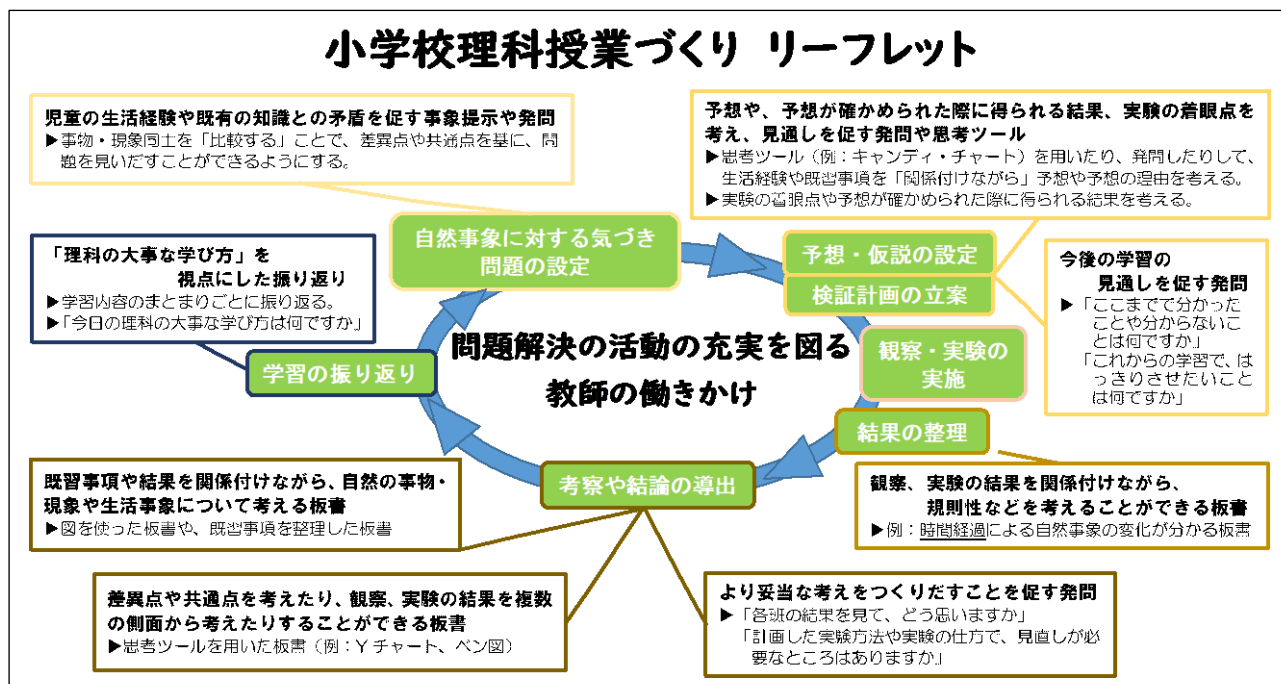 小学校理科授業づくり リーフレット
児童の生活経験や既有の知識との矛盾を促す事象提示や発問
▶事物・現象同士を「比較する」ことで、差異点や共通点を基に、問
題を見いだすことができるようにする。
予想や、予想が確かめられた際に得られる結果、実験の着眼点を
考え、見通しを促す発問や思考ツール
▶思考ツール（例：キャンディ・チャート）を用いたり、発問したりして、
生活経験や既習事項を「関係付けながら」予想や予想の理由を考える。
▶実験の着眼点や予想が確かめられた際に得られる結果を考える。
自然事象に対する気づき
問題の設定
予想・仮説の設定
検証計画の立案
「理科の大事な学び方」を
視点にした振り返り
▶学習内容のまとまりごとに振り返る。
▶「今日の理科の大事な学び方は何ですか」
今後の学習の
見通しを促す発問
▶「ここまでで分かった
ことや分からないこ
とは何ですか」
「これからの学習で、は
っきりさせたいこと
は何ですか」
問題解決の活動の充実を図る
教師の働きかけ
観察・実験の
実施
学習の振り返り
結果の整理
考察や結論の導出
既習事項や結果を関係付けながら、自然の事物・
現象や生活事象について考える板書
▶図を使った板書や、既習事項を整理した板書
観察、実験の結果を関係付けながら、
規則性などを考えることができる板書
▶例：時間経過による自然事象の変化が分かる板書
差異点や共通点を考えたり、観察、実験の結果を複数
の側面から考えたりすることができる板書
▶思考ツールを用いた板書（例：Yチャート、ベン図）
より妥当な考えをつくりだすことを促す発問
▶「各班の結果を見て、どう思いますか」
「計画した実験方法や実験の仕方で、見直しが必
要なところはありますか」